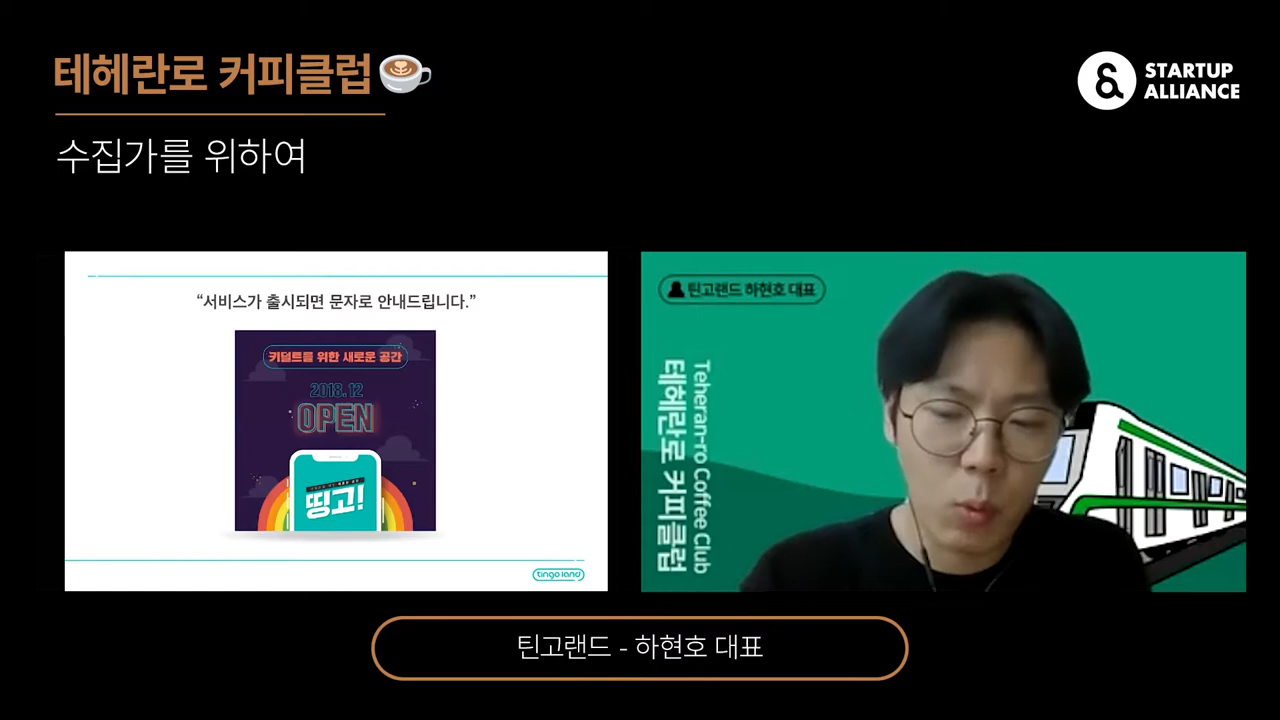 테헤란로 커피클럽
STARTUP
ALLIANCE
수집가를 위하여
“서비스가 출시되면 문자로 안내드립니다.”
키덜트를 위한 새로운 공간
2018.12
OPEN
띵고!
tingo land
틴고랜드 하현호 대표
Teheran-ro Coffee Club
테헤란로 커피클럽
틴고랜드 - 하현호 대표